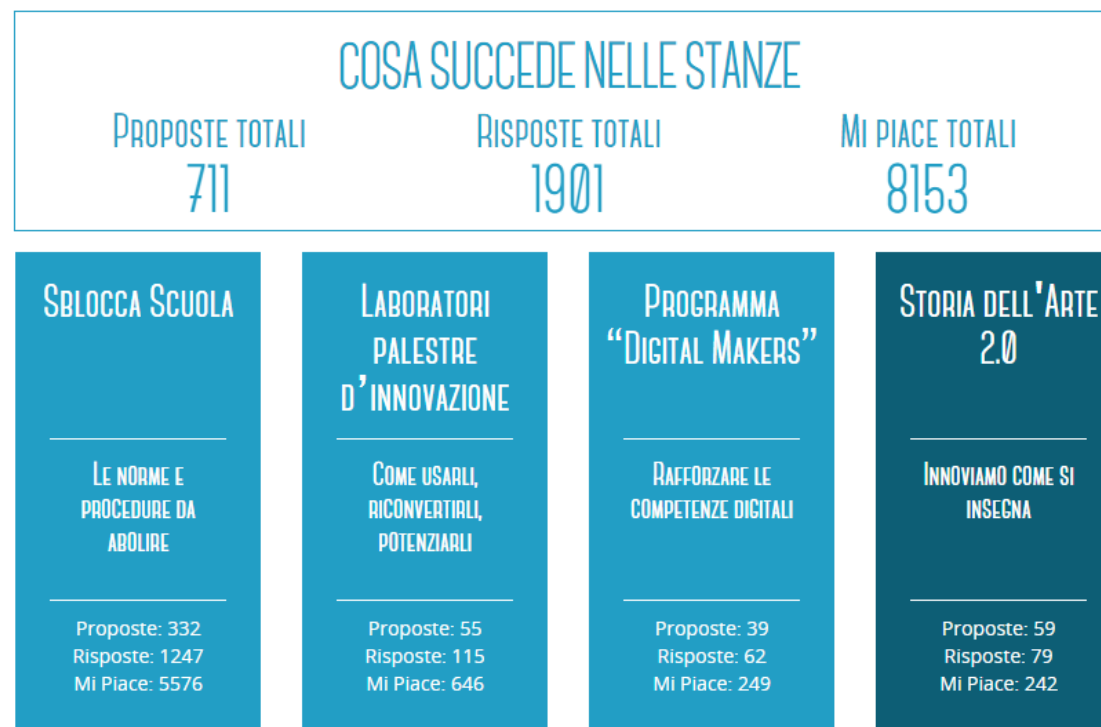 COSA SUCCEDE NELLE STANZE
PROPOSTE TOTALI
711
RISPOSTE TOTALI
1901
MI PIACE TOTALI
8153
SBLOCCA SCUOLA
LE NORME E
PROCEDURE DA
ABOLIRE
Proposte: 332
Risposte: 1247
Mi Piace: 5576
LABORATORI
PALESTRE
D’INNOVAZIONE
COME USARLI,
RICONVERTIRLI,
POTENZIARLI
Proposte: 55
Risposte: 115
Mi Piace: 646
PROGRAMMA
“DIGITAL MAKERS”
RAFFORZARE LE
COMPETENZE DIGITALI
Proposte: 39
Risposte: 62
Mi Piace: 249
STORIA DELL'ARTE
2.0
INNOVIAMO COME SI
INSEGNA
Proposte: 59
Risposte: 79
Mi Piace: 242